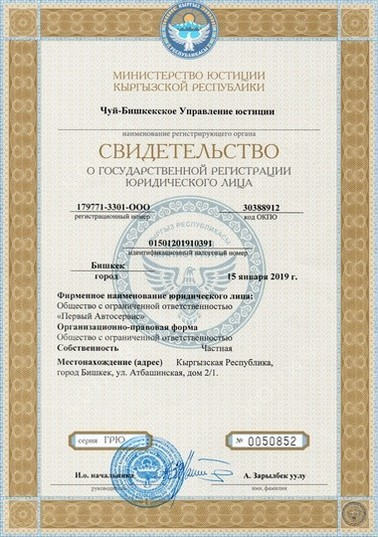 МИНИСТЕРСТВО ЮСТИЦИИ
КЫРГЫЗСКОЙ РЕСПУБЛИКИ
Чуй-Бишкекское Управление юстиции
наименование регистрирующего органа
СВИДЕТЕЛЬСТВО
О ГОСУДАРСТВЕННОЙ РЕГИСТРАЦИИ
ЮРИДИЧЕСКОГО ЛИЦА
179771-3301-ООО 30388912
регистрационный номер код ОКПО
КЫРГЫЗ РЕСПУБЛИКАСЫ
01501201910391
идентификационный налоговый номер
Бишкек
город 15 января 2019 г.
Фирменное наименование юридического лица:
Общество с ограниченной ответственностью
«Первый Автосервис»
Организационно-правовая форма
Общество с ограниченной ответственностью
Собственность Частная
Местонахождение (адрес) Кыргызская Республика,
город Бишкек, ул. Атбашинская, дом 2/1.
серия ГРЮ № 0050852
И.о. начальника А. Зарылбек уулу